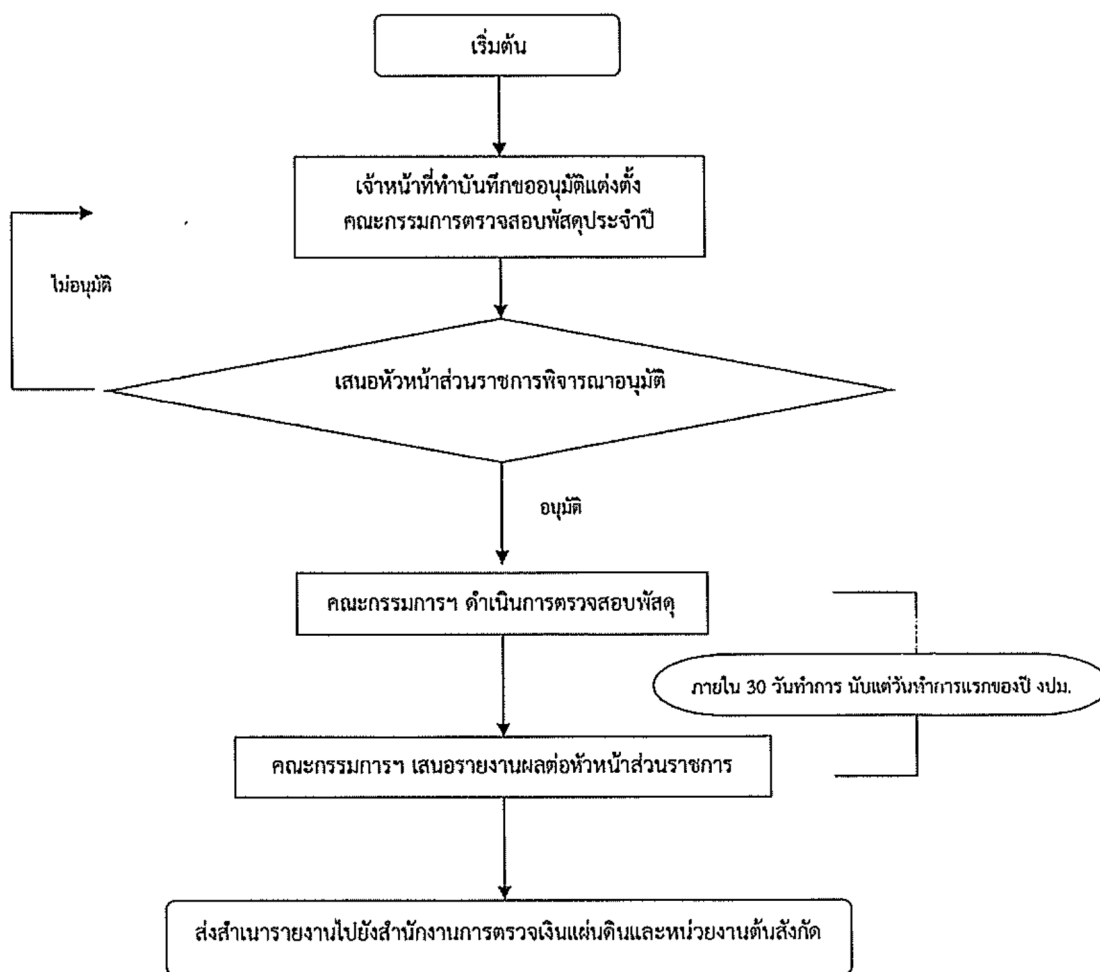 เริ่มต้น
เจ้าหน้าที่ทำบันทึกขออนุมัติแต่งตั้ง
คณะกรรมการตรวจสอบพัสดุประจำปี
ไม่อนุมัติ
เสนอหัวหน้าส่วนราชการพิจารณาอนุมัติ
อนุมัติ
คณะกรรมการฯ ดำเนินการตรวจสอบพัสดุ
ภายใน 30 วันทำการ นับแต่วันทำการแรกของปี งปม.
คณะกรรมการฯ เสนอรายงานผลต่อหัวหน้าส่วนราชการ
ส่งสำเนารายงานไปยังสำนักงานการตรวจเงินแผ่นดินและหน่วยงานต้นสังกัด